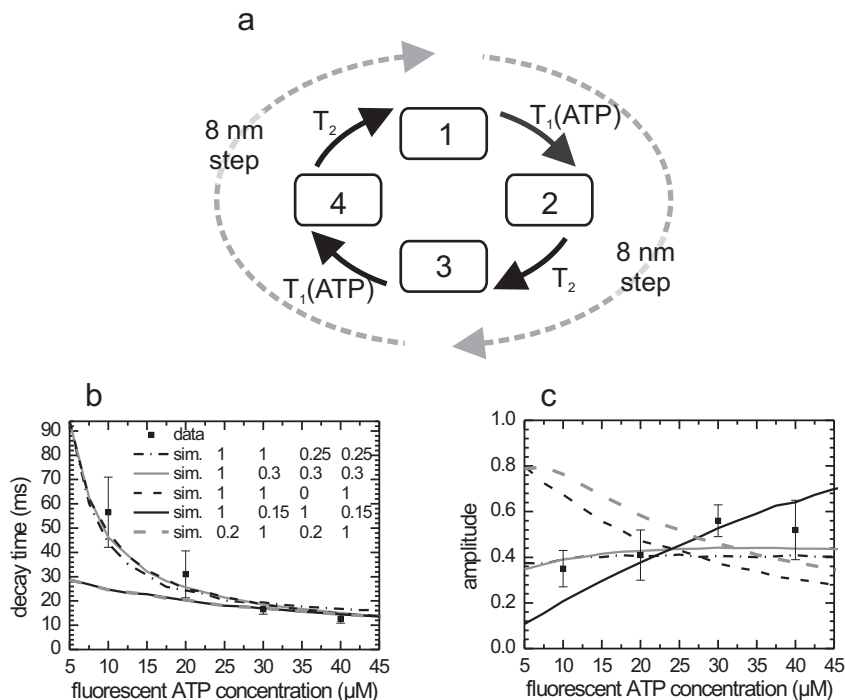 a
T₁(ATP)
T₂
8 nm
step
1
4
2
3
8 nm
step
T₁(ATP)
T₂
b
decay time (ms)
90
80
70
60
50
40
30
20
10
0
data
sim. 1 1 0.25 0.25
sim. 1 0.3 0.3 0.3
sim. 1 1 0 1
sim. 1 0.15 1 0.15
sim. 0.2 1 0.2 1
5 10 15 20 25 30 35 40 45
fluorescent ATP concentration (µM)
c
amplitude
1.0
0.8
0.6
0.4
0.2
0.0
5 10 15 20 25 30 35 40 45
fluorescent ATP concentration (µM)